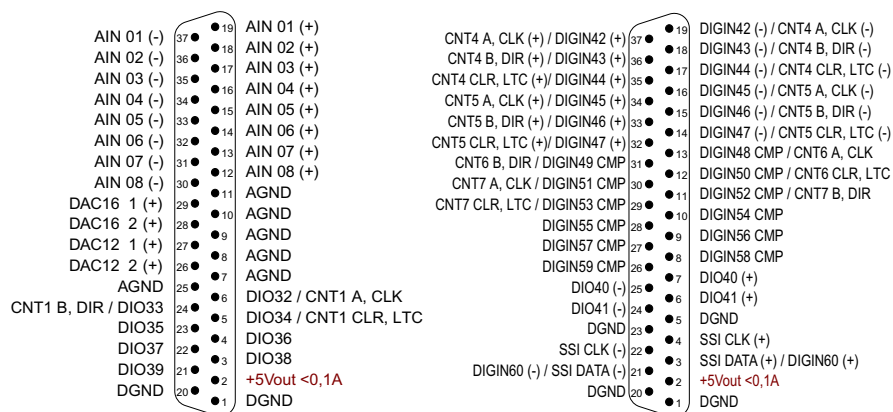 AIN 01 (-) 37
AIN 02 (-) 36
AIN 03 (-) 35
AIN 04 (-) 34
AIN 05 (-) 33
AIN 06 (-) 32
AIN 07 (-) 31
AIN 08 (-) 30
DAC16 1 (+) 29
DAC16 2 (+) 28
DAC12 1 (+) 27
DAC12 2 (+) 26
AGND 25
CNT1 B, DIR / DIO33 24
DIO35 23
DIO37 22
DIO39 21
DGND 20
19 AIN 01 (+)
18 AIN 02 (+)
17 AIN 03 (+)
16 AIN 04 (+)
15 AIN 05 (+)
14 AIN 06 (+)
13 AIN 07 (+)
12 AIN 08 (+)
11 AGND
10 AGND
9 AGND
8 AGND
7 AGND
6 DIO32 / CNT1 A, CLK
5 DIO34 / CNT1 CLR, LTC
4 DIO36
3 DIO38
2 +5Vout <0,1A
1 DGND
CNT4 A, CLK (+) / DIGIN42 (+) 37
CNT4 B, DIR (+) / DIGIN43 (+) 36
CNT4 CLR, LTC (+)/ DIGIN44 (+) 35
CNT5 A, CLK (+) / DIGIN45 (+) 34
CNT5 B, DIR (+) / DIGIN46 (+) 33
CNT5 CLR, LTC (+)/ DIGIN47 (+) 32
CNT6 B, DIR / DIGIN49 CMP 31
CNT7 A, CLK / DIGIN51 CMP 30
CNT7 CLR, LTC / DIGIN53 CMP 29
DIGIN55 CMP 28
DIGIN57 CMP 27
DIGIN59 CMP 26
DIO40 (-) 25
DIO41 (-) 24
DGND 23
SSI CLK (-) 22
DIGIN60 (-) / SSI DATA (-) 21
DGND 20
19 DIGIN42 (-) / CNT4 A, CLK (-)
18 DIGIN43 (-) / CNT4 B, DIR (-)
17 DIGIN44 (-) / CNT4 CLR, LTC (-)
16 DIGIN45 (-) / CNT5 A, CLK (-)
15 DIGIN46 (-) / CNT5 B, DIR (-)
14 DIGIN47 (-) / CNT5 CLR, LTC (-)
13 DIGIN48 CMP / CNT6 A, CLK
12 DIGIN50 CMP / CNT6 CLR, LTC
11 DIGIN52 CMP / CNT7 B, DIR
10 DIGIN54 CMP
9 DIGIN56 CMP
8 DIGIN58 CMP
7 DIO40 (+)
6 DIO41 (+)
5 DGND
4 SSI CLK (+)
3 SSI DATA (+) / DIGIN60 (+)
2 +5Vout <0,1A
1 DGND